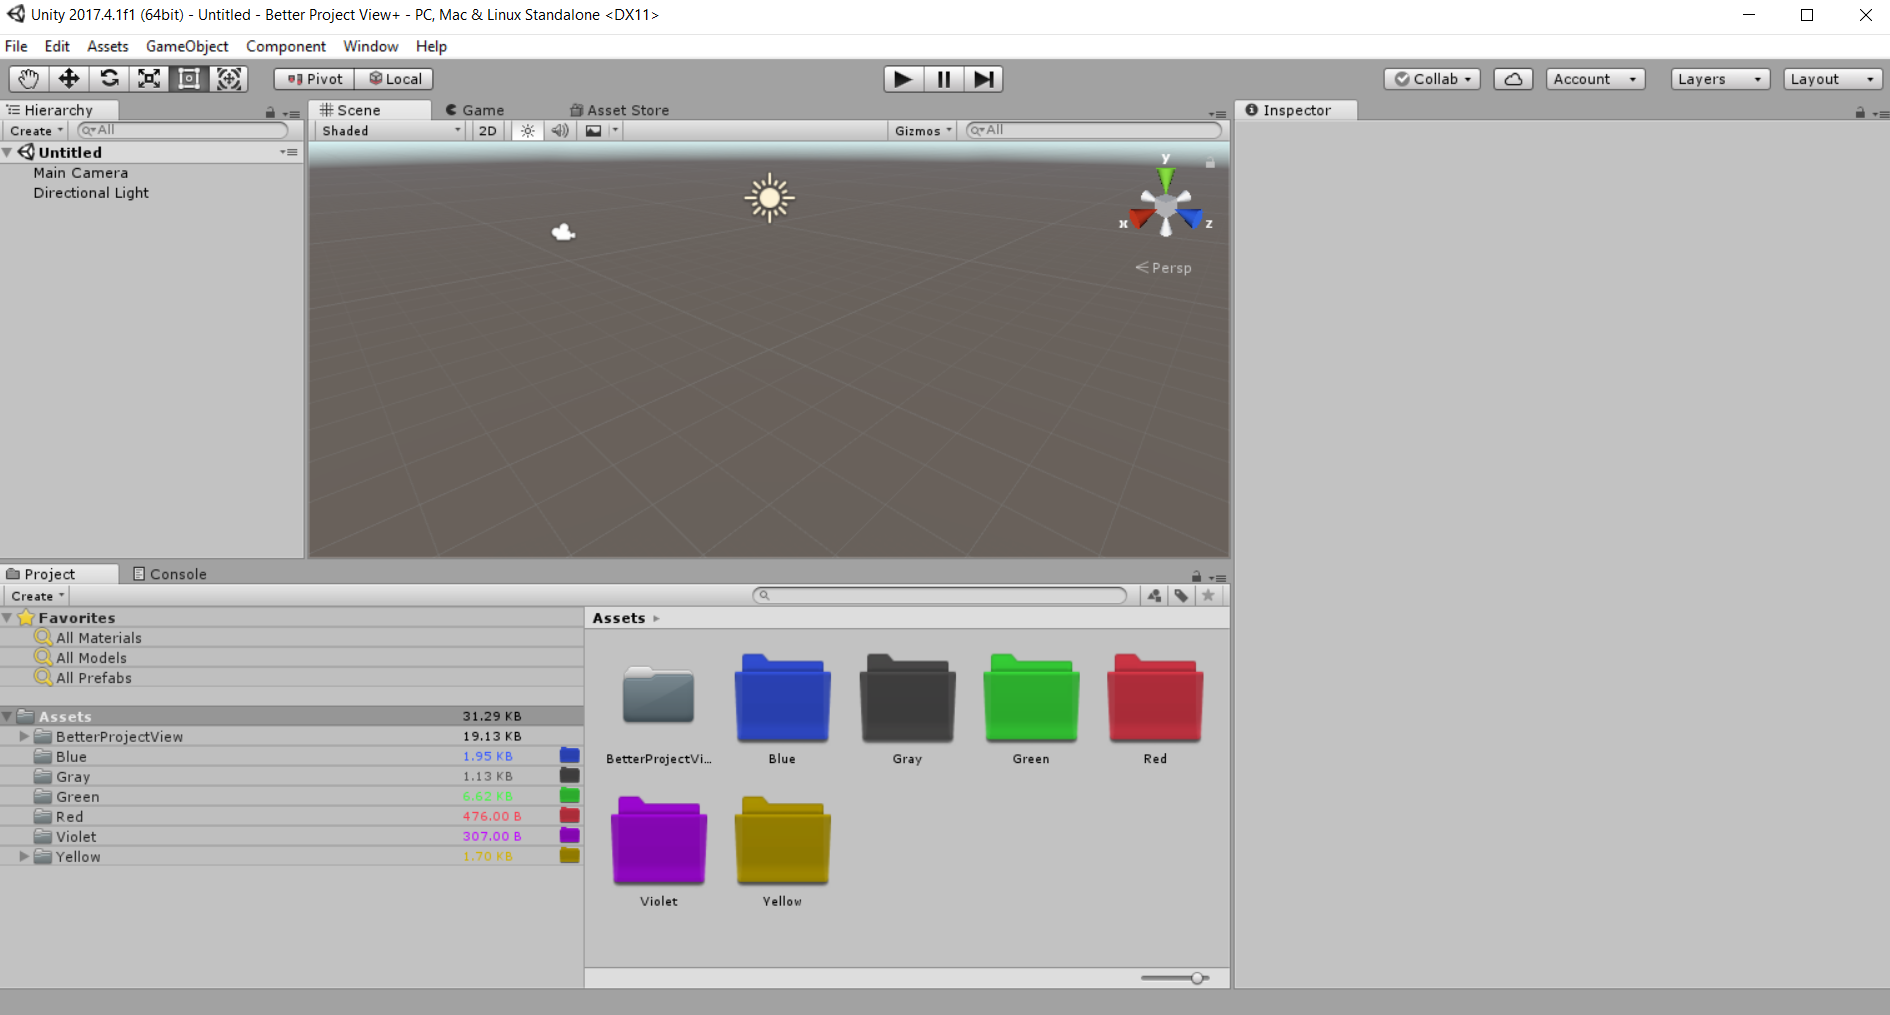 Unity 2017.4.1f1 (64bit) - Untitled - Better Project View+ - PC, Mac & Linux Standalone <DX11>
File Edit Assets GameObject Component Window Help
Pivot Local Collab Account Layers Layout
Hierarchy
Create All
Untitled
Main Camera
Directional Light
Scene Game Asset Store
Shaded 2D Gizmos All
y
x z
Persp
Inspector
Project Console
Create
Favorites
All Materials
All Models
All Prefabs
Assets 31.29 KB
BetterProjectView 19.13 KB
Blue 1.95 KB
Gray 1.13 KB
Green 6.62 KB
Red 476.00 B
Violet 307.00 B
Yellow 1.70 KB
Assets
BetterProjectVi... Blue Gray Green Red
Violet Yellow